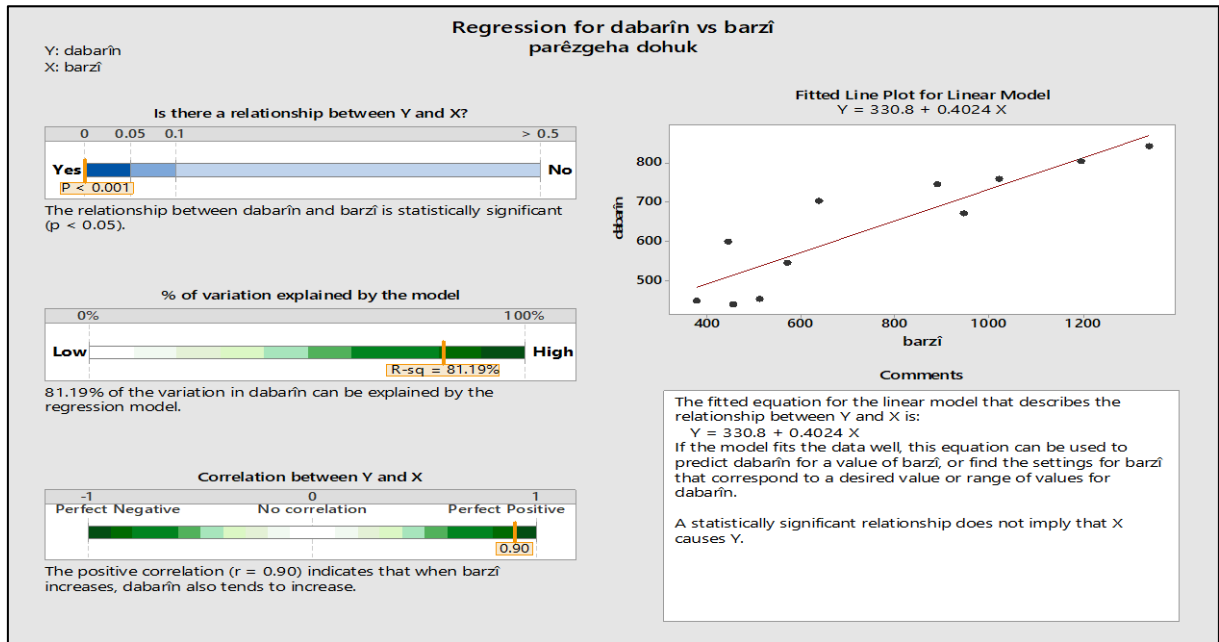 Regression for dabarîn vs barzî
parêzgeha dohuk
Y: dabarîn
X: barzî
Is there a relationship between Y and X?
0 0.05 0.1 > 0.5
Yes No
P < 0.001
The relationship between dabarîn and barzî is statistically significant
(p < 0.05).
% of variation explained by the model
0% 100%
Low High
R-sq = 81.19%
81.19% of the variation in dabarîn can be explained by the
regression model.
Correlation between Y and X
-1 0 1
Perfect Negative No correlation Perfect Positive
0.90
The positive correlation (r = 0.90) indicates that when barzî
increases, dabarîn also tends to increase.
Fitted Line Plot for Linear Model
Y = 330.8 + 0.4024 X
800
700
600
500
dabarîn
400 600 800 1000 1200
barzî
Comments
The fitted equation for the linear model that describes the
relationship between Y and X is:
Y = 330.8 + 0.4024 X
If the model fits the data well, this equation can be used to
predict dabarîn for a value of barzî, or find the settings for barzî
that correspond to a desired value or range of values for
dabarîn.
A statistically significant relationship does not imply that X
causes Y.